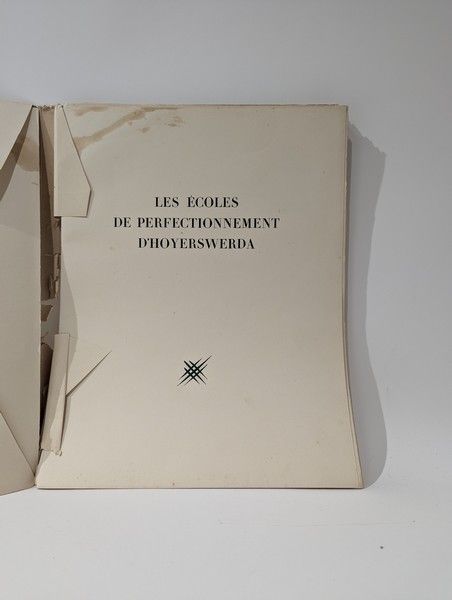 LES ÉCOLES
DE PERFECTIONNEMENT
D'HOYERSWERDA